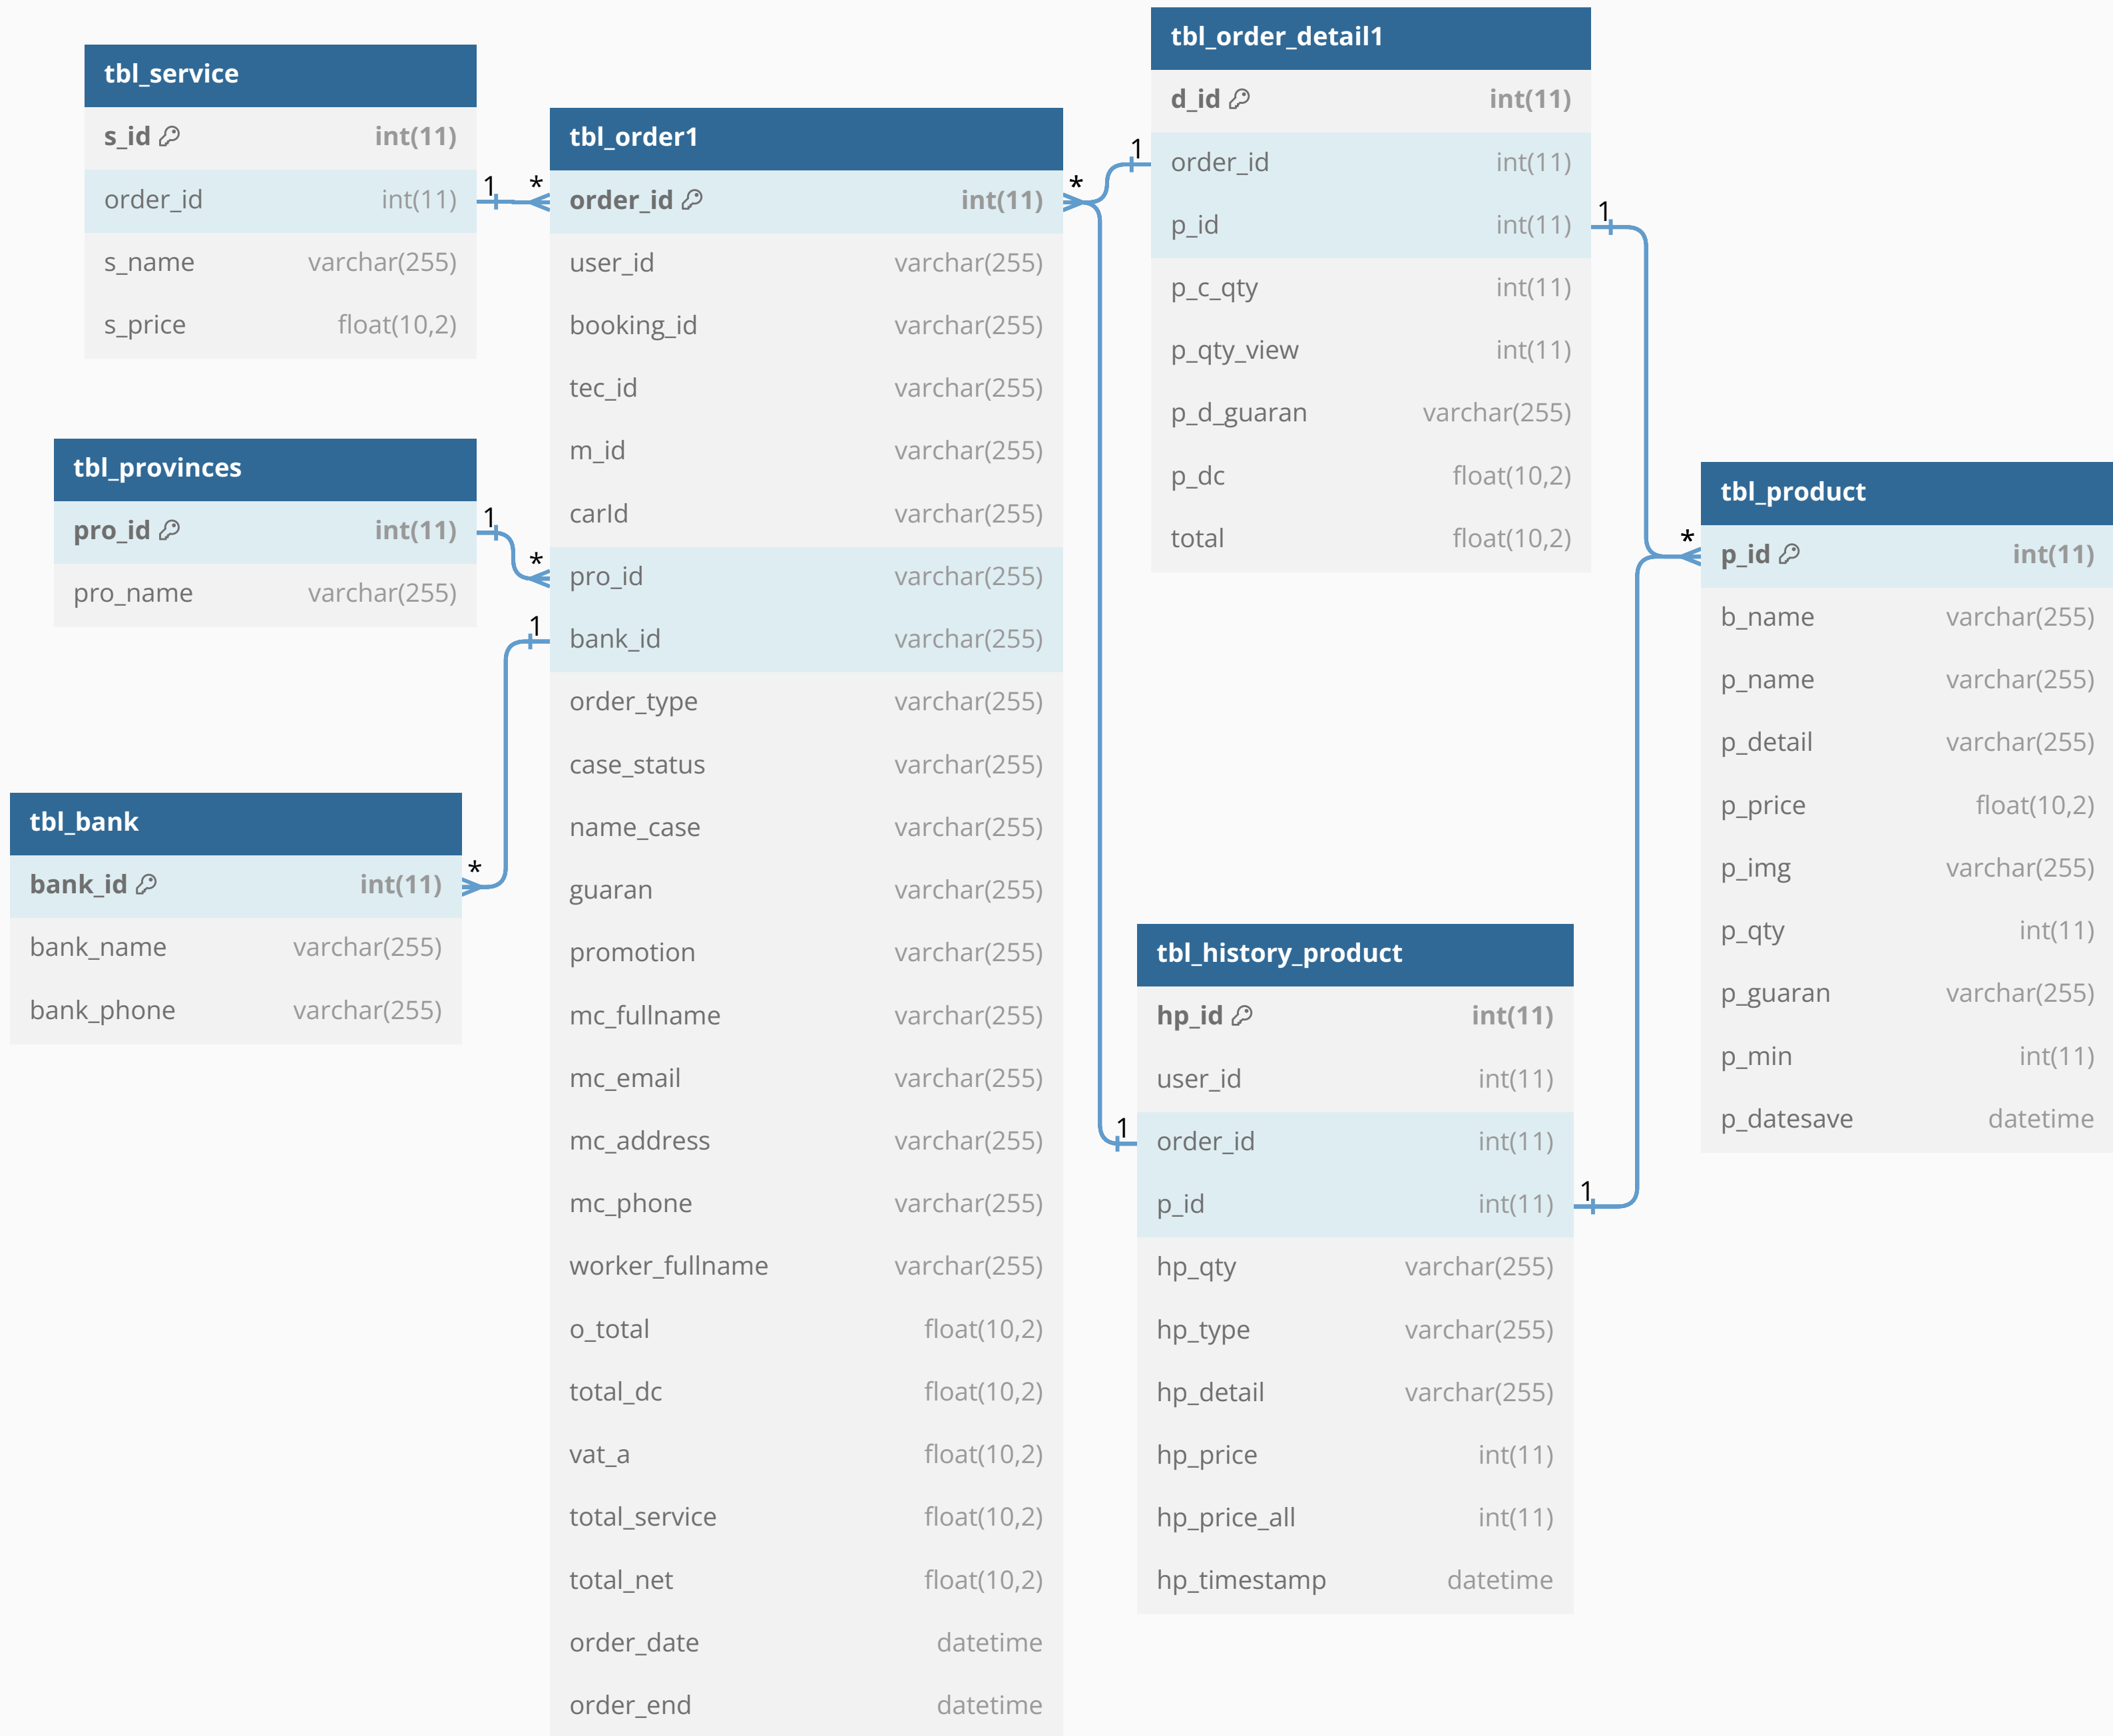 tbl_service
s_id int(11)
order_id int(11)
s_name varchar(255)
s_price float(10,2)
tbl_provinces
pro_id int(11)
pro_name varchar(255)
tbl_bank
bank_id int(11)
bank_name varchar(255)
bank_phone varchar(255)
1 *
1
*
1
*
tbl_order1
order_id int(11)
user_id varchar(255)
booking_id varchar(255)
tec_id varchar(255)
m_id varchar(255)
carId varchar(255)
pro_id varchar(255)
bank_id varchar(255)
order_type varchar(255)
case_status varchar(255)
name_case varchar(255)
guaran varchar(255)
promotion varchar(255)
mc_fullname varchar(255)
mc_email varchar(255)
mc_address varchar(255)
mc_phone varchar(255)
worker_fullname varchar(255)
o_total float(10,2)
total_dc float(10,2)
vat_a float(10,2)
total_service float(10,2)
total_net float(10,2)
order_date datetime
order_end datetime
* 1
1
tbl_order_detail1
d_id int(11)
order_id int(11)
p_id int(11)
p_c_qty int(11)
p_qty_view int(11)
p_d_guaran varchar(255)
p_dc float(10,2)
total float(10,2)
tbl_history_product
hp_id int(11)
user_id int(11)
order_id int(11)
p_id int(11)
hp_qty varchar(255)
hp_type varchar(255)
hp_detail varchar(255)
hp_price int(11)
hp_price_all int(11)
hp_timestamp datetime
1
*
1
tbl_product
p_id int(11)
b_name varchar(255)
p_name varchar(255)
p_detail varchar(255)
p_price float(10,2)
p_img varchar(255)
p_qty int(11)
p_guaran varchar(255)
p_min int(11)
p_datesave datetime